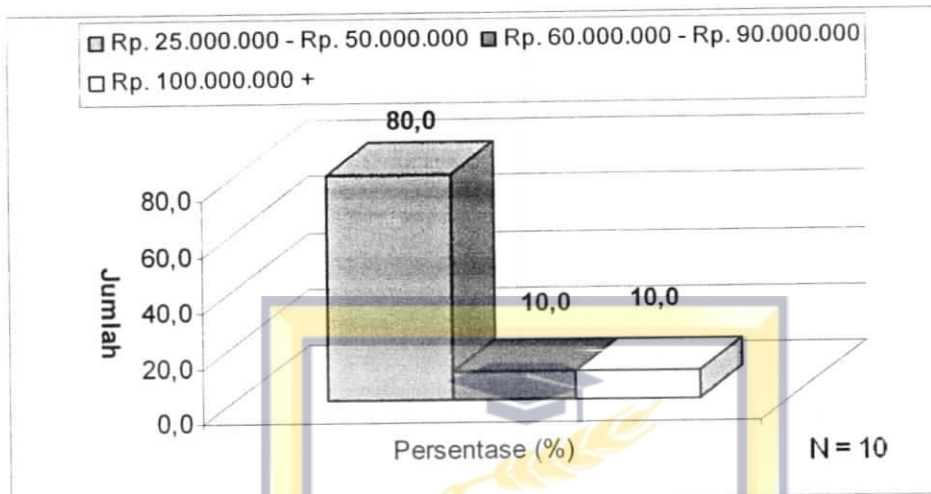 Rp. 25.000.000 - Rp. 50.000.000 Rp. 60.000.000 - Rp. 90.000.000
Rp. 100.000.000 +
80,0
80,0
60,0
40,0
20,0
0,0
Jumlah
10,0 10,0
Persentase (%)
N = 10